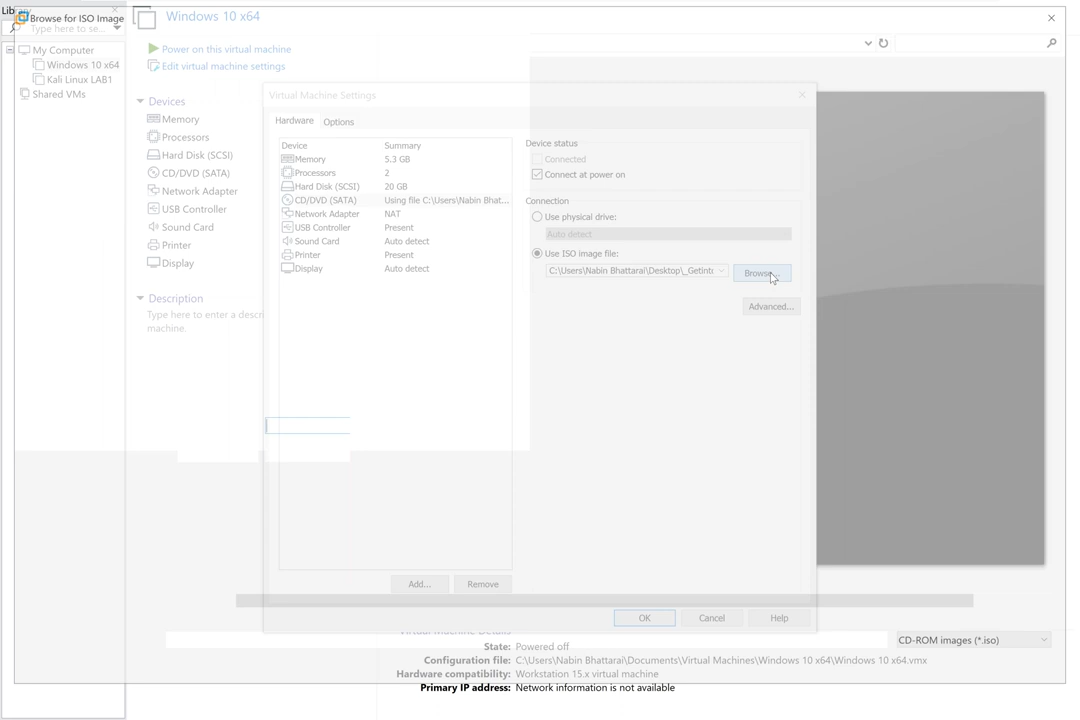 Library
Browse for ISO Image
Type here to se...
My Computer
Windows 10 x64
Kali Linux LAB1
Shared VMs
Windows 10 x64
Power on this virtual machine
Edit virtual machine settings
Devices
Memory
Processors
Hard Disk (SCSI)
CD/DVD (SATA)
Network Adapter
USB Controller
Sound Card
Printer
Display
Description
Type here to enter a descri
machine.
Virtual Machine Settings
Hardware Options
Device Summary
Memory 5.3 GB
Processors 2
Hard Disk (SCSI) 20 GB
CD/DVD (SATA) Using file C:\Users\Nabin Bhat...
Network Adapter NAT
USB Controller Present
Sound Card Auto detect
Printer Present
Display Auto detect
Add... Remove
Device status
Connected
Connect at power on
Connection
Use physical drive:
Auto detect
Use ISO image file:
C:\Users\Nabin Bhattarai\Desktop\_Getintc
Browse...
Advanced...
OK Cancel Help
CD-ROM images (*.iso)
Virtual Machine Details
State: Powered off
Configuration file: C:\Users\Nabin Bhattarai\Documents\Virtual Machines\Windows 10 x64\Windows 10 x64.vmx
Hardware compatibility: Workstation 15.x virtual machine
Primary IP address: Network information is not available